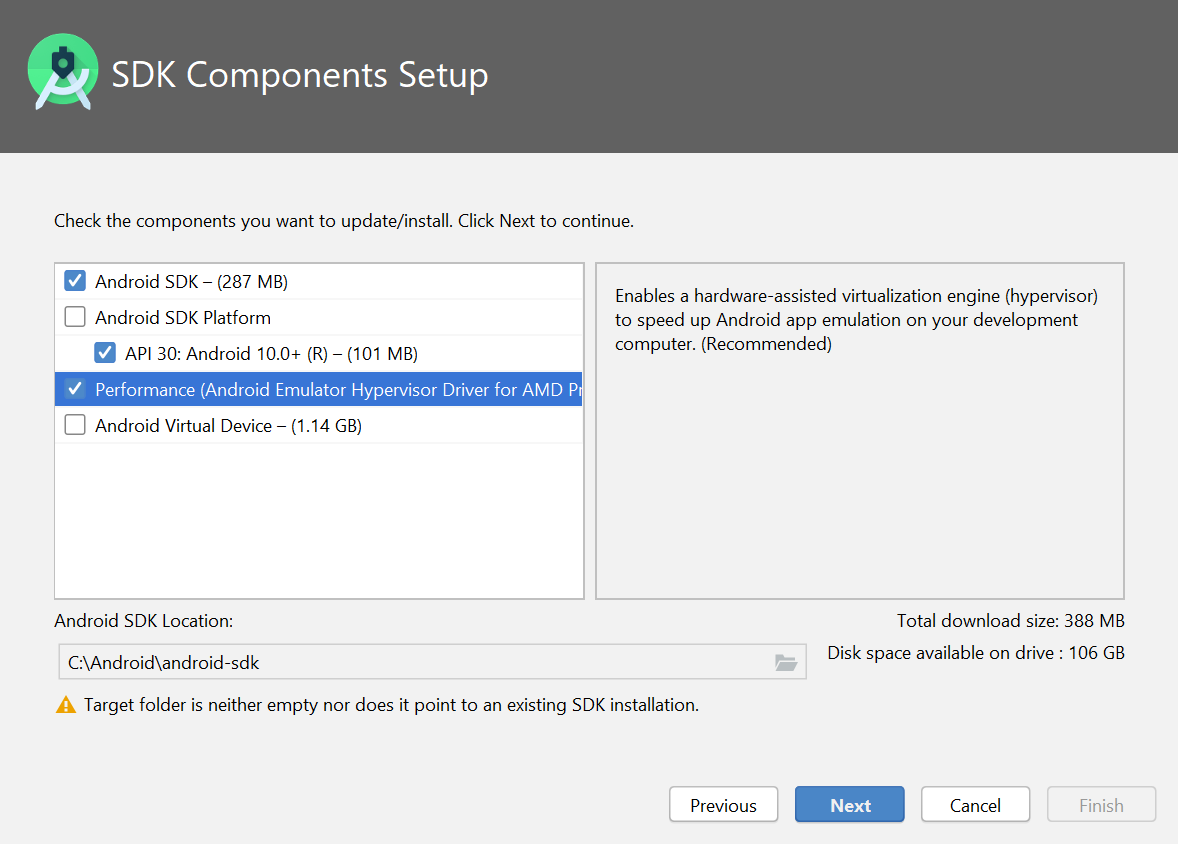 SDK Components Setup
Check the components you want to update/install. Click Next to continue.
Android SDK – (287 MB)
Android SDK Platform
API 30: Android 10.0+ (R) – (101 MB)
Performance (Android Emulator Hypervisor Driver for AMD Pr
Android Virtual Device – (1.14 GB)
Enables a hardware-assisted virtualization engine (hypervisor)
to speed up Android app emulation on your development
computer. (Recommended)
Android SDK Location:
Total download size: 388 MB
C:\Android\android-sdk
Disk space available on drive : 106 GB
Target folder is neither empty nor does it point to an existing SDK installation.
Previous
Next
Cancel
Finish